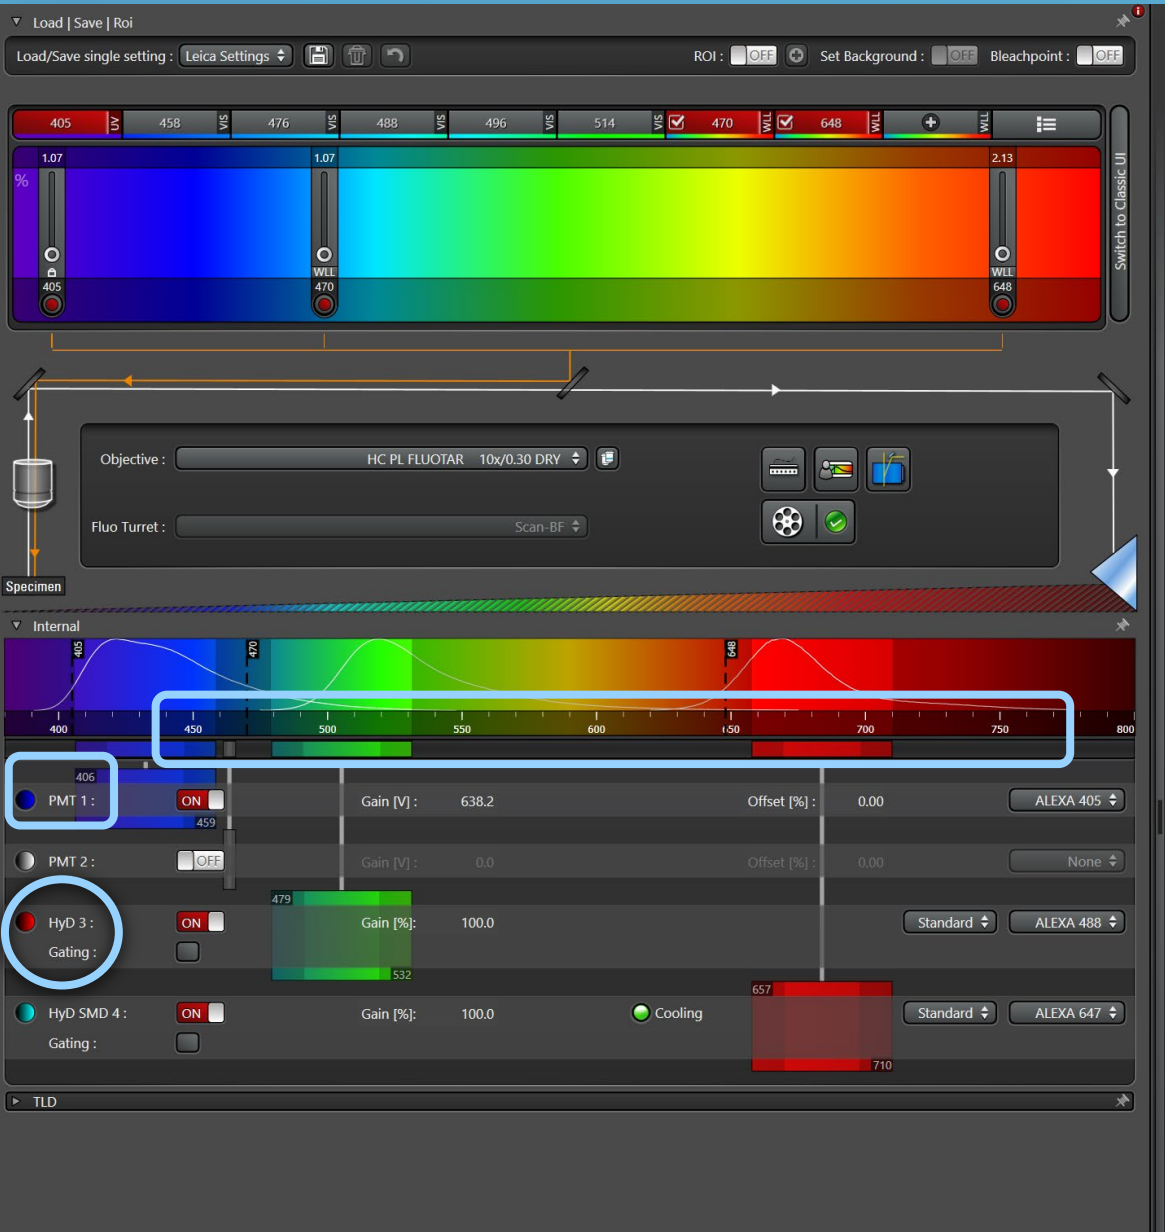 Load | Save | Roi
Load/Save single setting : Leica Settings ROI : OFF Set Background : OFF Bleachpoint : OFF
405 UV 458 VIS 476 VIS 488 VIS 496 VIS 514 VIS 470 WLL 648 WLL WLL
1.07 1.07 2.13
%
Switch to Classic UI
WLL WLL
405 470 648
Objective : HC PL FLUOTAR 10x/0.30 DRY
Fluo Turret : Scan-BF
Specimen
Internal
405 470 648
400 450 500 550 600 650 700 750 800
406
PMT 1 : ON Gain [V] : 638.2 Offset [%] : 0.00 ALEXA 405
459
PMT 2 : OFF Gain [V] : 0.0 Offset [%] : 0.00 None
479
HyD 3 : ON Gain [%]: 100.0 Standard ALEXA 488
Gating :
532
657
HyD SMD 4 : ON Gain [%]: 100.0 Cooling Standard ALEXA 647
Gating :
710
TLD